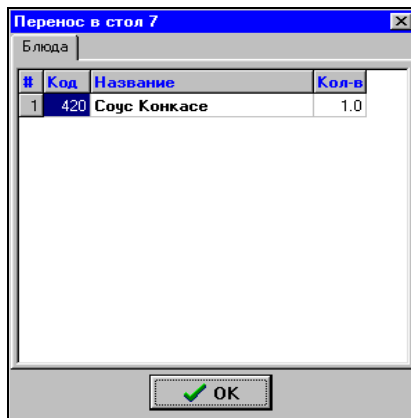 Перенос в стол 7
Блюда
# Код Название Кол-в
1 420 Соус Конкасе 1.0
OK